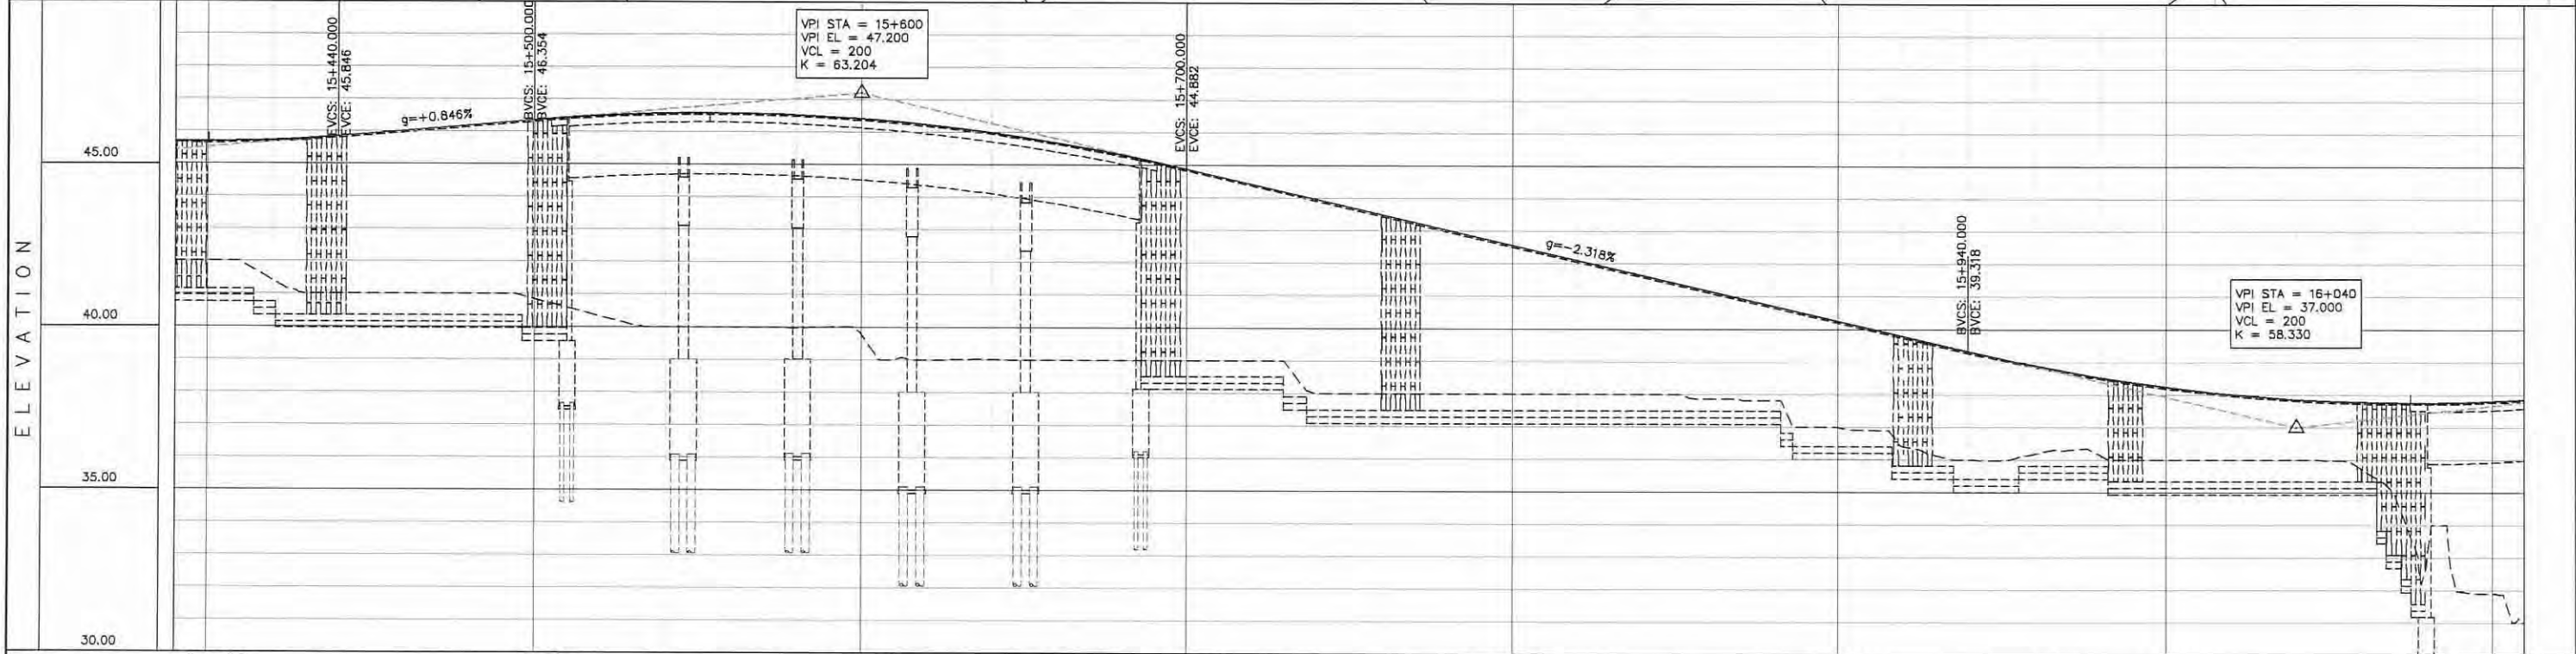 ELEVATION
45.00
40.00
35.00
30.00
EVCS: 15+440.000
EVCE: 45.846
g=+0.846%
BVCS: 15+500.000
BVCE: 46.354
VPI STA = 15+600
VPI EL = 47.200
VCL = 200
K = 63.204
EVCS: 15+700.000
EVCE: 44.882
g=-2.318%
BVCS: 15+940.000
BVCE: 39.318
VPI STA = 16+040
VPI EL = 37.000
VCL = 200
K = 58.330